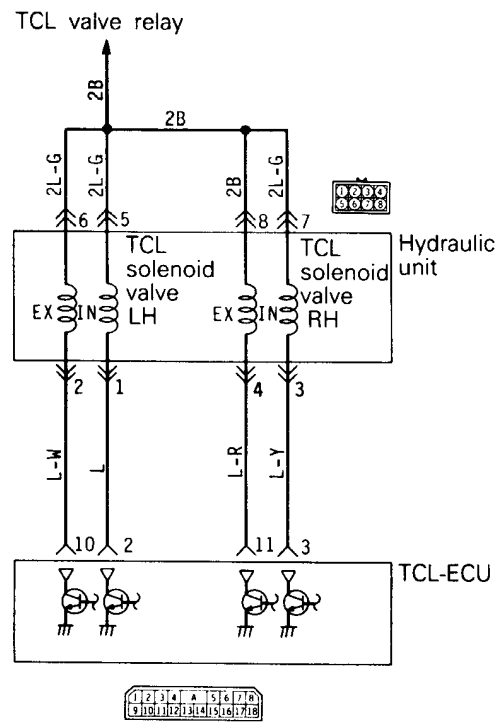 TCL valve relay
2B
2B
2L-G
2L-G
2B
2L-G
6
5
8
7
1 2 3 4
5 6 7 8
TCL
solenoid
valve
LH
TCL
solenoid
valve
RH
Hydraulic
unit
EX
IN
EX
IN
2
1
4
3
L-W
L
L-R
L-Y
10
2
11
3
TCL-ECU
1 2 3 4 A 5 6 7 8
9 10 11 12 13 14 15 16 17 18